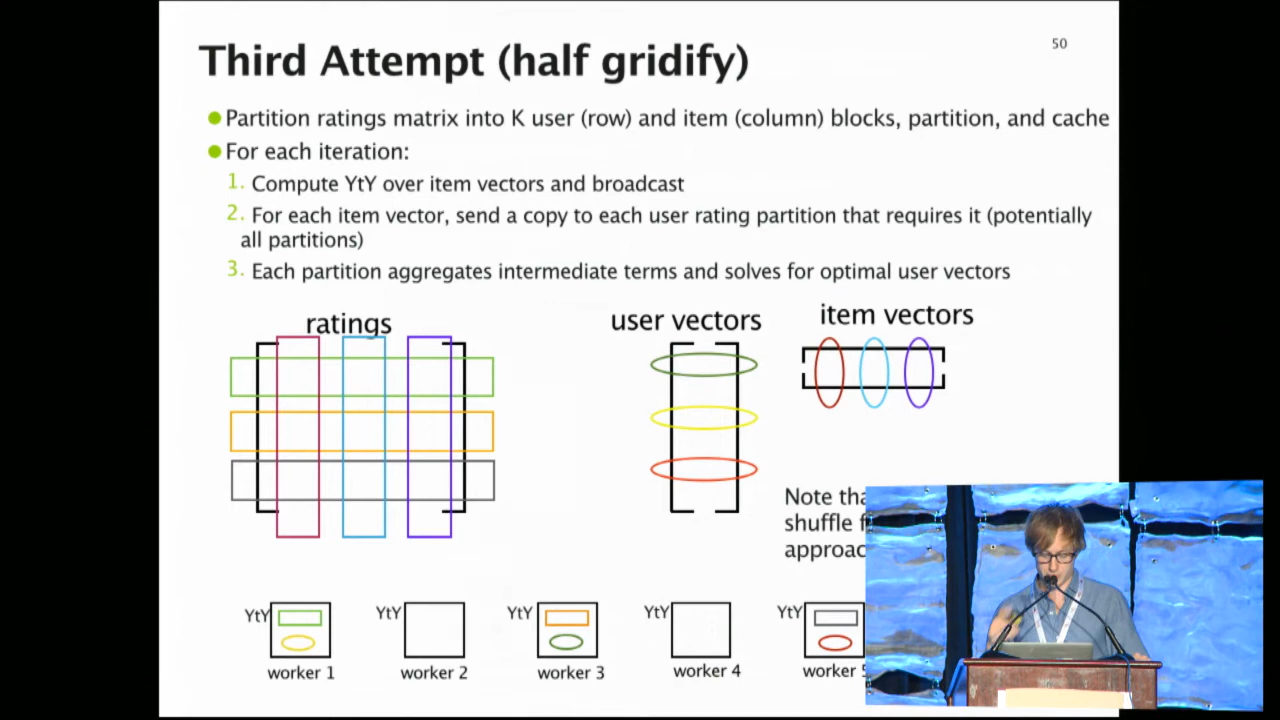 50
Third Attempt (half gridify)
Partition ratings matrix into K user (row) and item (column) blocks, partition, and cache
For each iteration:
1. Compute YtY over item vectors and broadcast
2. For each item vector, send a copy to each user rating partition that requires it (potentially
all partitions)
3. Each partition aggregates intermediate terms and solves for optimal user vectors
ratings
user vectors
item vectors
Note
shuffle
YtY
YtY
YtY
YtY
YtY
worker 1
worker 2
worker 3
worker 4
worker